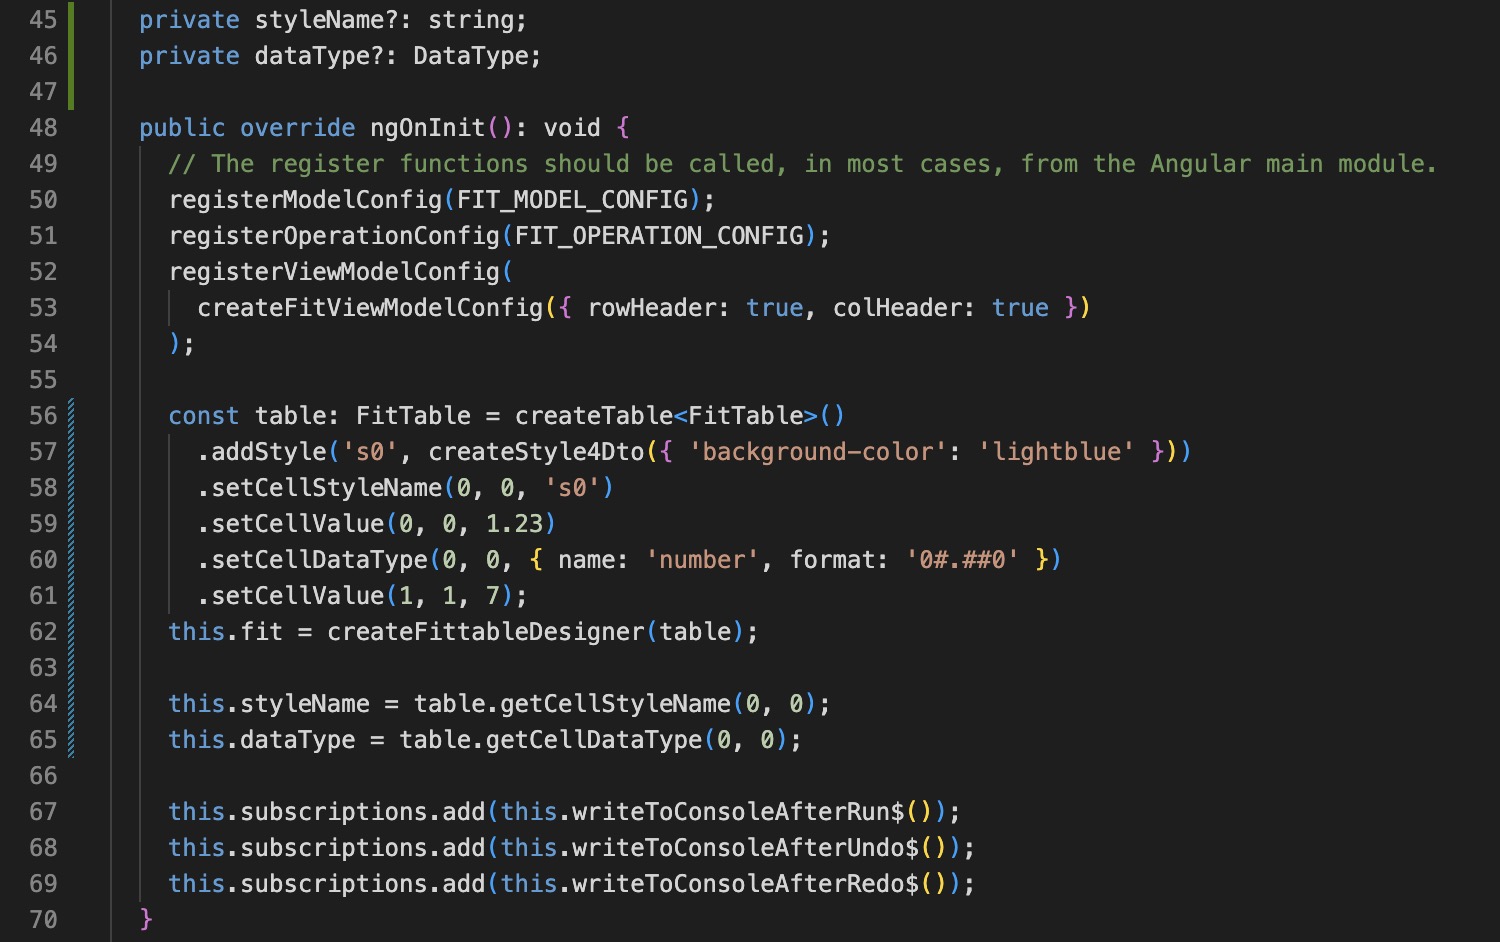 45 private styleName?: string;
46 private dataType?: DataType;
47
48 public override ngOnInit(): void {
49 // The register functions should be called, in most cases, from the Angular main module.
50 registerModelConfig(FIT_MODEL_CONFIG);
51 registerOperationConfig(FIT_OPERATION_CONFIG);
52 registerViewModelConfig(
53 createFitViewModelConfig({ rowHeader: true, colHeader: true })
54 );
55
56 const table: FitTable = createTable<FitTable>()
57 .addStyle('s0', createStyle4Dto({ 'background-color': 'lightblue' }))
58 .setCellStyleName(0, 0, 's0')
59 .setCellValue(0, 0, 1.23)
60 .setCellDataType(0, 0, { name: 'number', format: '0#.##0' })
61 .setCellValue(1, 1, 7);
62 this.fit = createFittableDesigner(table);
63
64 this.styleName = table.getCellStyleName(0, 0);
65 this.dataType = table.getCellDataType(0, 0);
66
67 this.subscriptions.add(this.writeToConsoleAfterRun$());
68 this.subscriptions.add(this.writeToConsoleAfterUndo$());
69 this.subscriptions.add(this.writeToConsoleAfterRedo$());
70 }